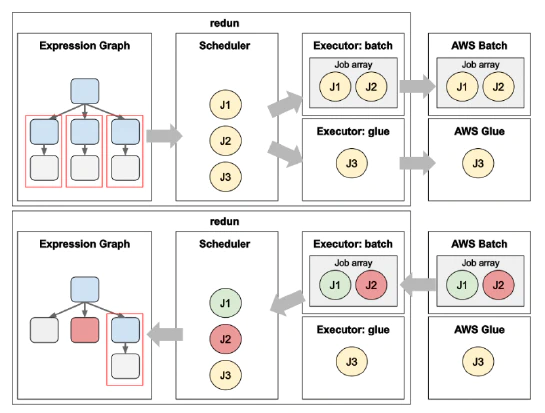 redun
Expression Graph
Scheduler
Executor: batch
AWS Batch
Job array
Job array
J1
J2
J1
J2
J1
J2
J3
Executor: glue
AWS Glue
J3
J3
redun
Expression Graph
Scheduler
Executor: batch
AWS Batch
Job array
Job array
J1
J2
J1
J2
J1
J2
J3
Executor: glue
AWS Glue
J3
J3